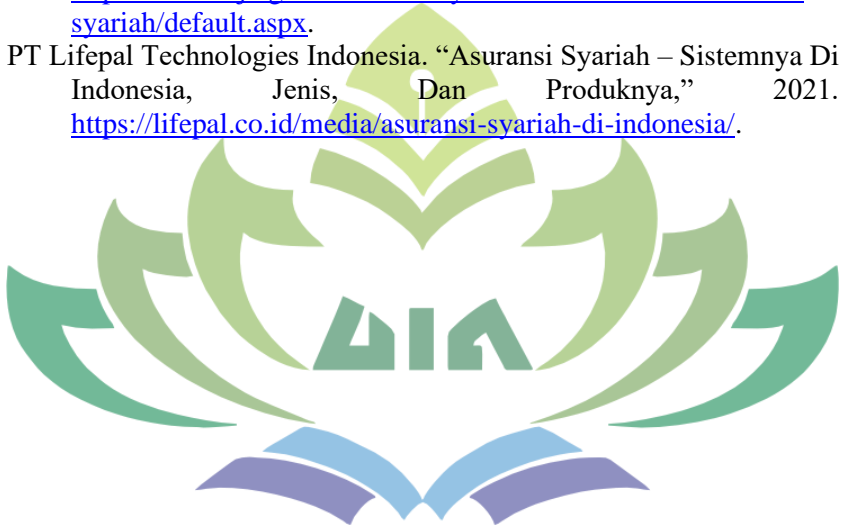 syariah/default.aspx.
PT Lifepal Technologies Indonesia. “Asuransi Syariah – Sistemnya Di
Indonesia, Jenis, Dan Produknya,” 2021.
https://lifepal.co.id/media/asuransi-syariah-di-indonesia/.